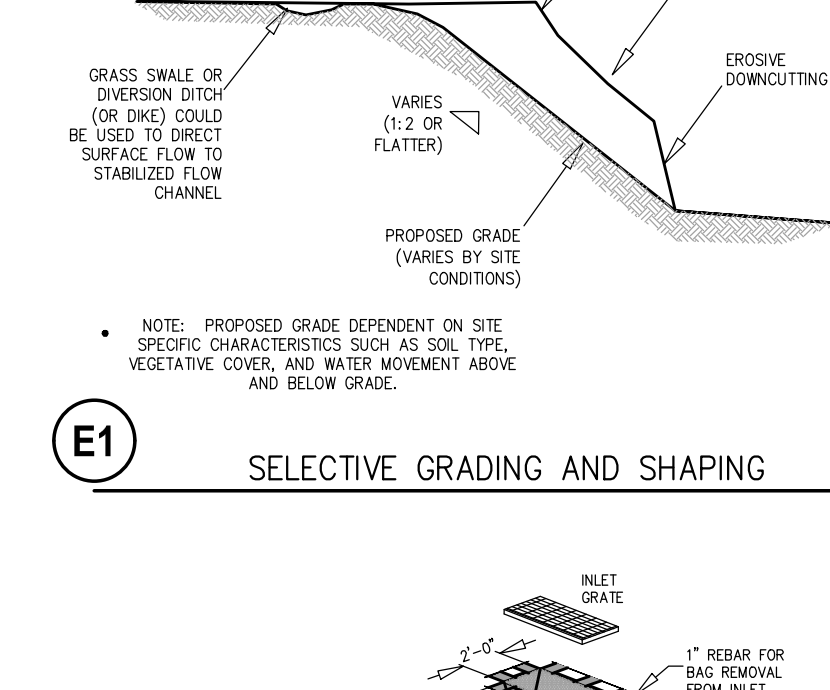 GRASS SWALE OR
DIVERSION DITCH
(OR DIKE) COULD
BE USED TO DIRECT
SURFACE FLOW TO
STABILIZED FLOW
CHANNEL
VARIES
(1:2 OR
FLATTER)
EROSIVE
DOWNCUTTING
PROPOSED GRADE
(VARIES BY SITE
CONDITIONS)
• NOTE: PROPOSED GRADE DEPENDENT ON SITE
SPECIFIC CHARACTERISTICS SUCH AS SOIL TYPE,
VEGETATIVE COVER, AND WATER MOVEMENT ABOVE
AND BELOW GRADE.
E1
SELECTIVE GRADING AND SHAPING
INLET
GRATE
2'-0"
1" REBAR FOR
BAG REMOVAL
FROM INLET